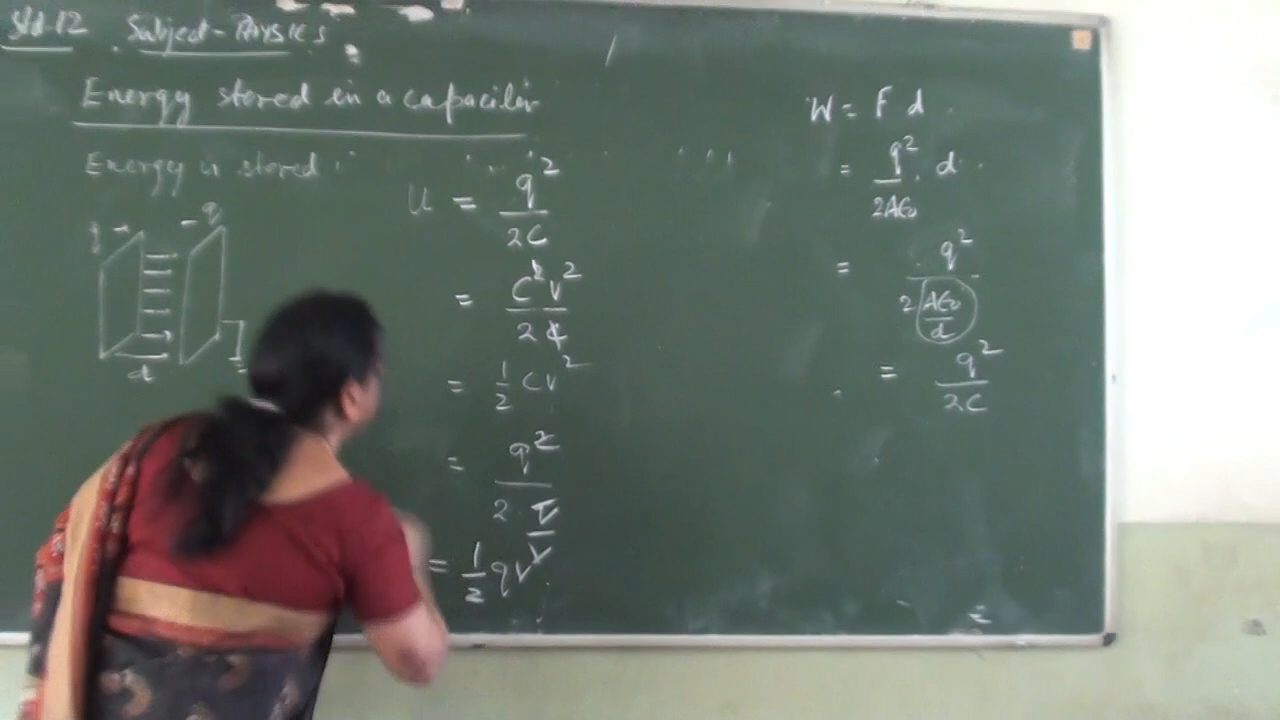 Std-12 Subject - Physics
Energy stored in a capacitor
Energy is stored
q + - q
d
U = q²/2C
= C²V²/2C
= 1/2 CV²
= q²/2 · q/V
= 1/2 qV
W = F d
= q²/2Aε₀ · d
= q²/2 Aε₀/d
= q²/2C
=